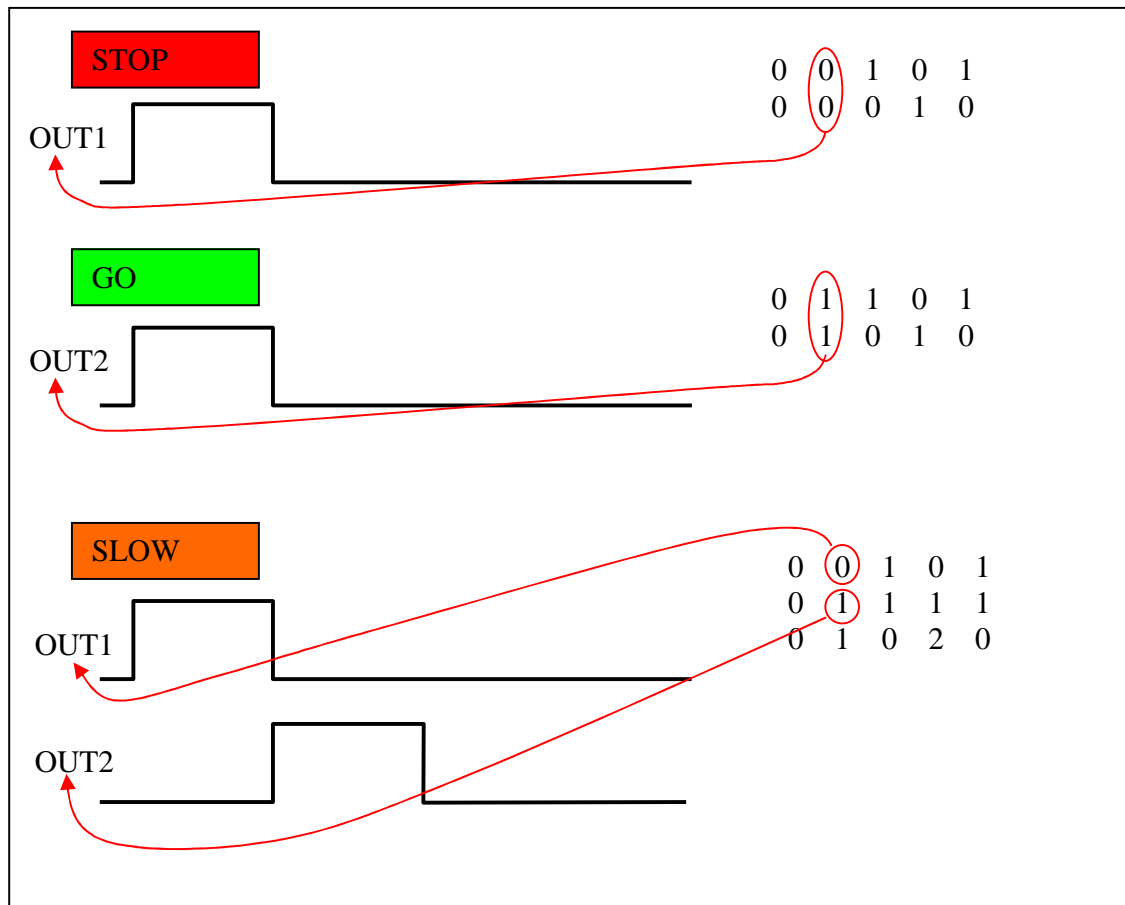 STOP
0 0 1 0 1
0 0 0 1 0
OUT1
GO
0 1 1 0 1
0 1 0 1 0
OUT2
SLOW
0 0 1 0 1
0 1 1 1 1
0 1 0 2 0
OUT1
OUT2